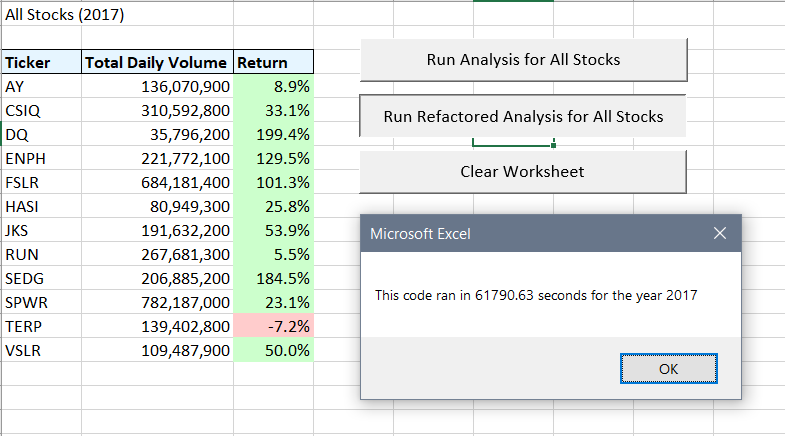 All Stocks (2017)
Ticker Total Daily Volume Return
AY 136,070,900 8.9%
CSIQ 310,592,800 33.1%
DQ 35,796,200 199.4%
ENPH 221,772,100 129.5%
FSLR 684,181,400 101.3%
HASI 80,949,300 25.8%
JKS 191,632,200 53.9%
RUN 267,681,300 5.5%
SEDG 206,885,200 184.5%
SPWR 782,187,000 23.1%
TERP 139,402,800 -7.2%
VSLR 109,487,900 50.0%
Run Analysis for All Stocks
Run Refactored Analysis for All Stocks
Clear Worksheet
Microsoft Excel
This code ran in 61790.63 seconds for the year 2017
OK